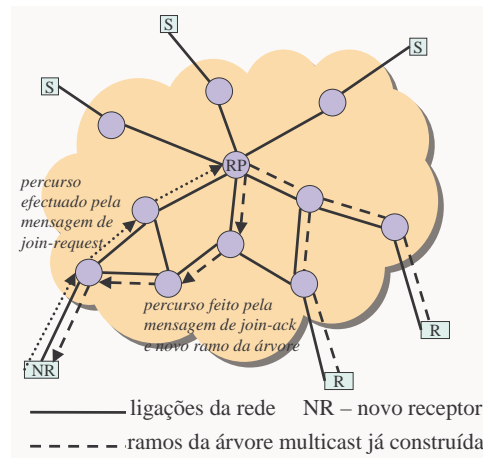 S
S
S
RP
percurso
efectuado pela
mensagem de
join-request
percurso feito pela
mensagem de join-ack
e novo ramo da árvore
NR
R
R
ligações da rede NR – novo receptor
ramos da árvore multicast já construída